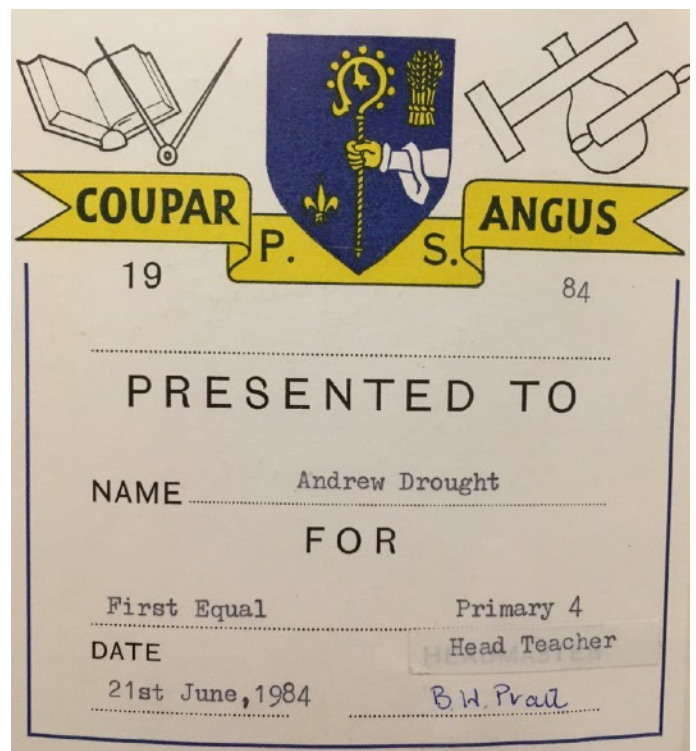 COUPAR ANGUS
P. S.
19 84
PRESENTED TO
NAME Andrew Drought
FOR
First Equal Primary 4
DATE Head Teacher
HEADMASTER
21st June, 1984 B.W.